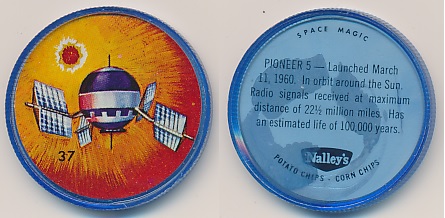 37
SPACE MAGIC
PIONEER 5 — Launched March
11, 1960. In orbit around the Sun.
Radio signals received at maximum
distance of 22½ million miles. Has
an estimated life of 100,000 years.
Nalley's
POTATO CHIPS - CORN CHIPS